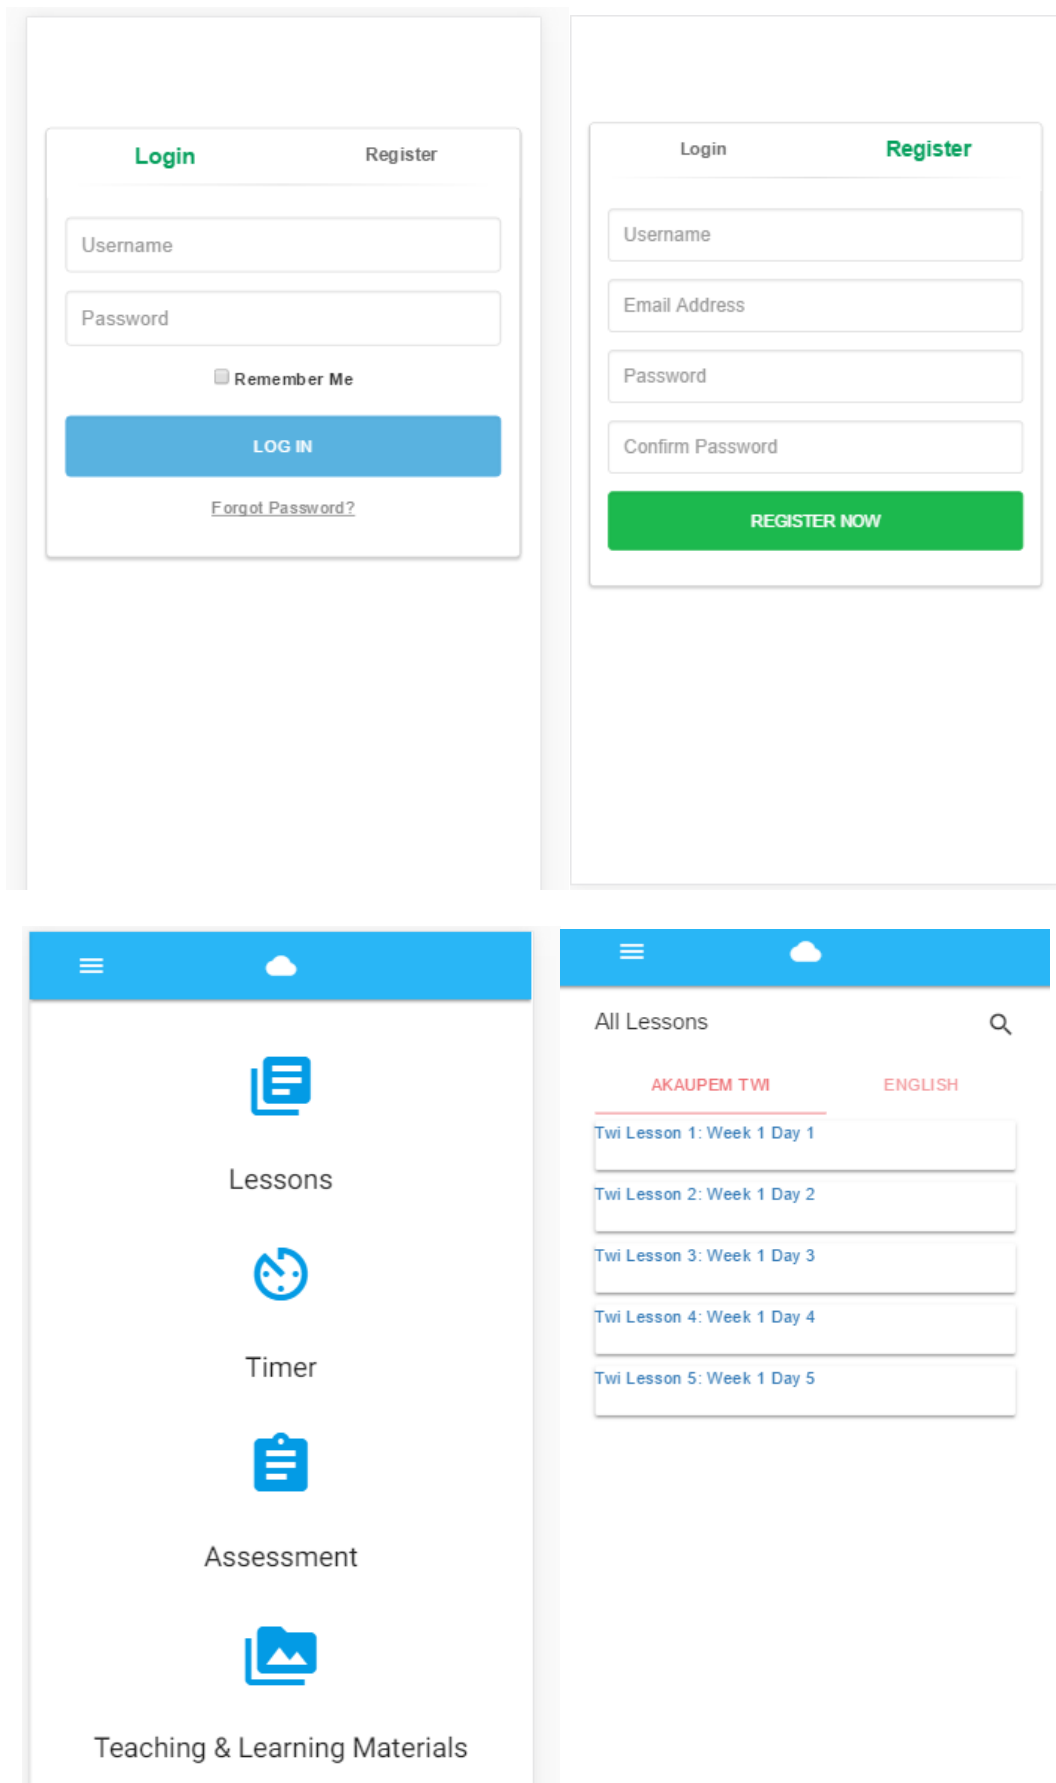 Login Register
Username
Password
Remember Me
LOG IN
Forgot Password?
Login Register
Username
Email Address
Password
Confirm Password
REGISTER NOW
Lessons
Timer
Assessment
Teaching & Learning Materials
All Lessons
AKAUPEM TWI ENGLISH
Twi Lesson 1: Week 1 Day 1
Twi Lesson 2: Week 1 Day 2
Twi Lesson 3: Week 1 Day 3
Twi Lesson 4: Week 1 Day 4
Twi Lesson 5: Week 1 Day 5